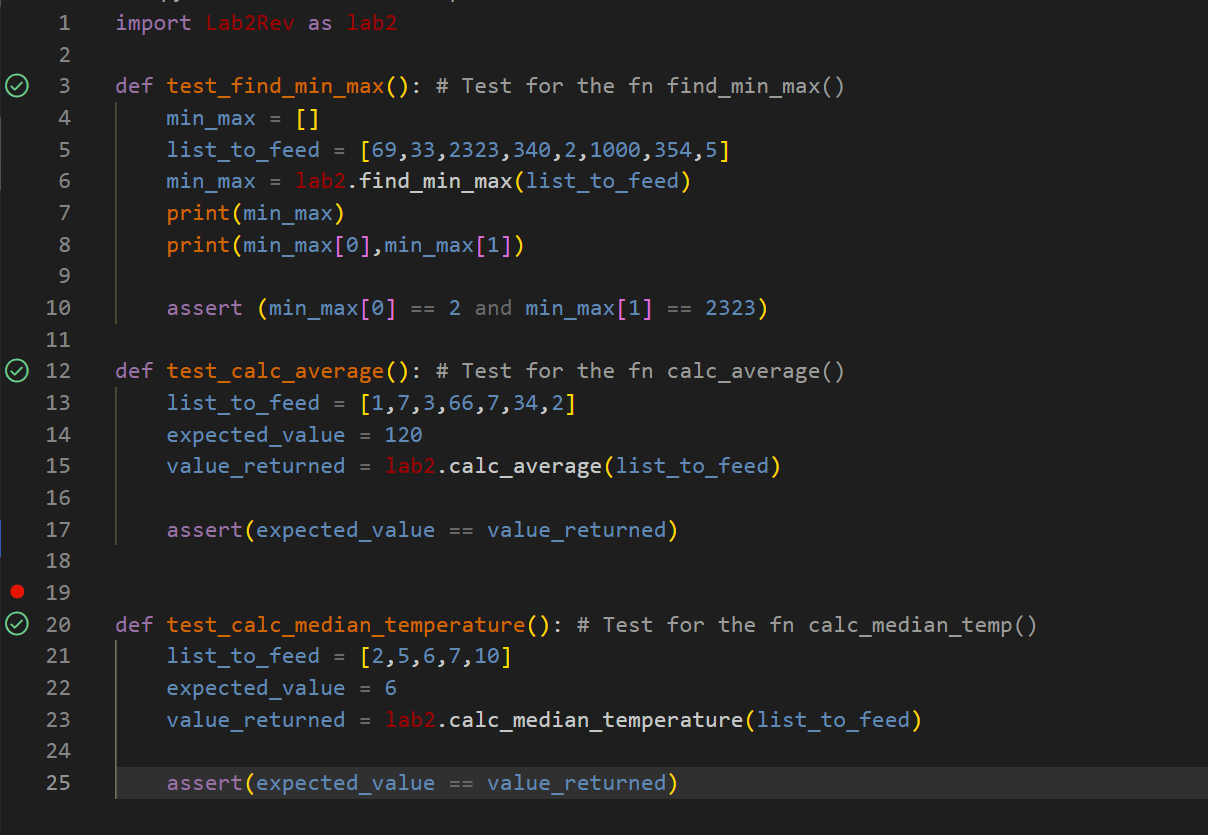 1 import Lab2Rev as lab2
2
3 def test_find_min_max(): # Test for the fn find_min_max()
4 min_max = []
5 list_to_feed = [69,33,2323,340,2,1000,354,5]
6 min_max = lab2.find_min_max(list_to_feed)
7 print(min_max)
8 print(min_max[0],min_max[1])
9
10 assert (min_max[0] == 2 and min_max[1] == 2323)
11
12 def test_calc_average(): # Test for the fn calc_average()
13 list_to_feed = [1,7,3,66,7,34,2]
14 expected_value = 120
15 value_returned = lab2.calc_average(list_to_feed)
16
17 assert(expected_value == value_returned)
18
19
20 def test_calc_median_temperature(): # Test for the fn calc_median_temp()
21 list_to_feed = [2,5,6,7,10]
22 expected_value = 6
23 value_returned = lab2.calc_median_temperature(list_to_feed)
24
25 assert(expected_value == value_returned)